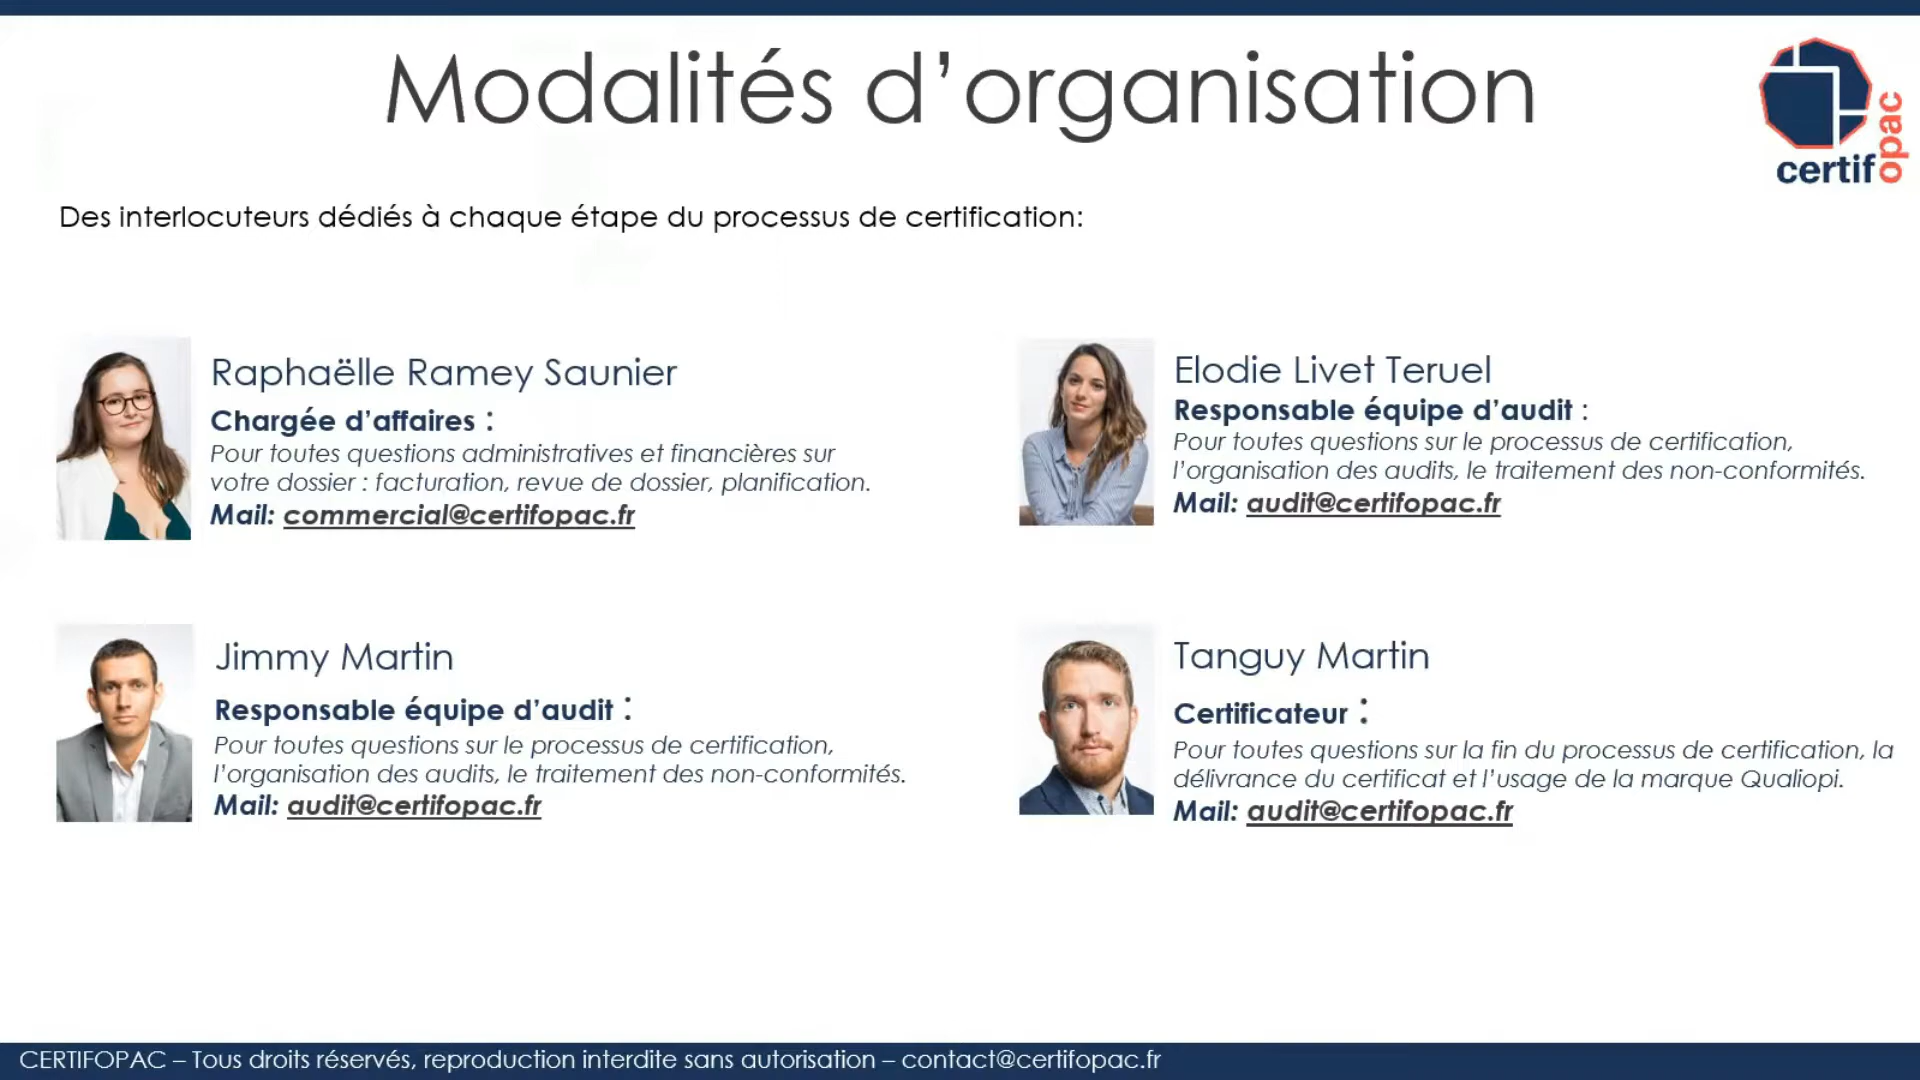 Modalités d’organisation
certifopac
Des interlocuteurs dédiés à chaque étape du processus de certification:
Raphaëlle Ramey Saunier
Chargée d’affaires :
Pour toutes questions administratives et financières sur
votre dossier : facturation, revue de dossier, planification.
Mail: commercial@certifopac.fr
Elodie Livet Teruel
Responsable équipe d’audit :
Pour toutes questions sur le processus de certification,
l’organisation des audits, le traitement des non-conformités.
Mail: audit@certifopac.fr
Jimmy Martin
Responsable équipe d’audit :
Pour toutes questions sur le processus de certification,
l’organisation des audits, le traitement des non-conformités.
Mail: audit@certifopac.fr
Tanguy Martin
Certificateur :
Pour toutes questions sur la fin du processus de certification, la
délivrance du certificat et l’usage de la marque Qualiopi.
Mail: audit@certifopac.fr
CERTIFOPAC – Tous droits réservés, reproduction interdite sans autorisation – contact@certifopac.fr